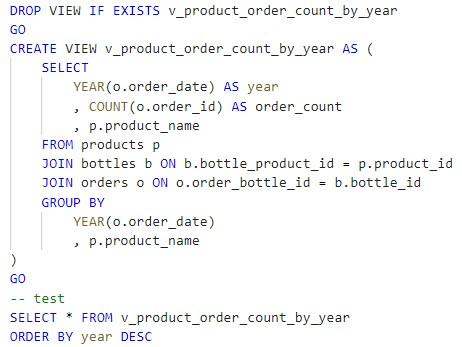 DROP VIEW IF EXISTS v_product_order_count_by_year
GO
CREATE VIEW v_product_order_count_by_year AS (
    SELECT
        YEAR(o.order_date) AS year
        , COUNT(o.order_id) AS order_count
        , p.product_name
    FROM products p
    JOIN bottles b ON b.bottle_product_id = p.product_id
    JOIN orders o ON o.order_bottle_id = b.bottle_id
    GROUP BY
        YEAR(o.order_date)
        , p.product_name
)
GO
-- test
SELECT * FROM v_product_order_count_by_year
ORDER BY year DESC